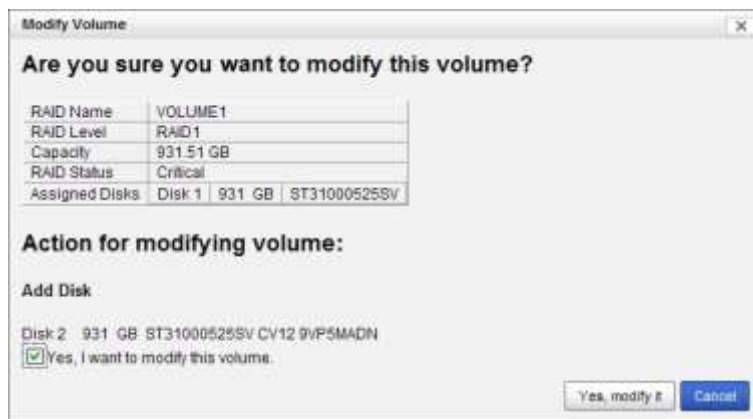 Modify Volume
Are you sure you want to modify this volume?
RAID Name VOLUME1
RAID Level RAID1
Capacity 931.51 GB
RAID Status Critical
Assigned Disks Disk 1 931 GB ST31000525SV
Action for modifying volume:
Add Disk
Disk 2 931 GB ST31000525SV CV12 9VP5MADN
Yes, I want to modify this volume.
Yes, modify it Cancel